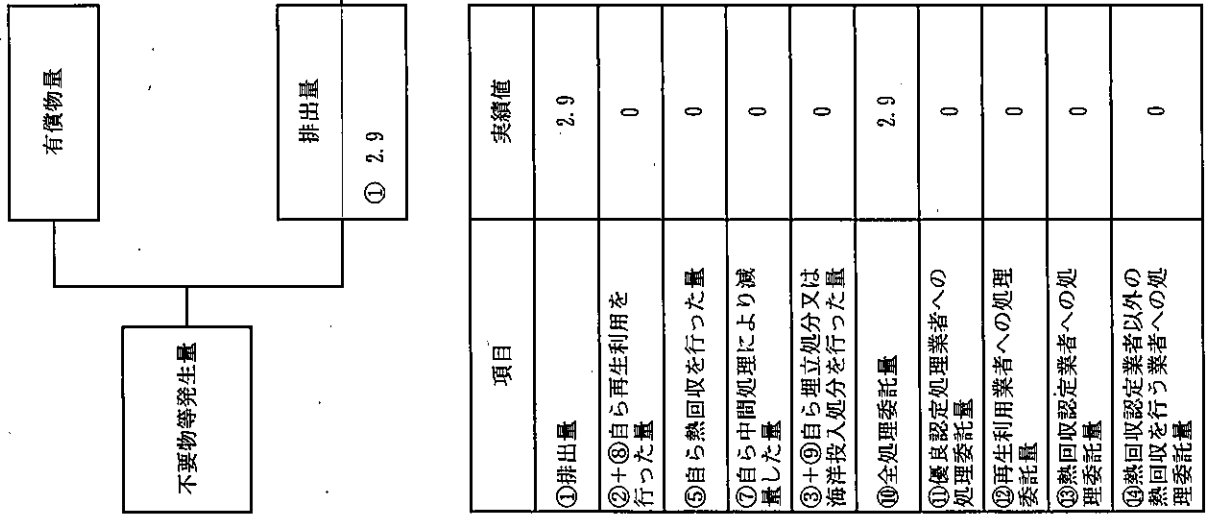 不要物等発生量
有償物量
排出量
① 2.9
項目
実績値
①排出量
2.9
②+⑧自ら再生利用を
行った量
0
⑤自ら熱回収を行った量
0
⑦自ら中間処理により減
量した量
0
③+⑨自ら埋立処分又は
海洋投入処分を行った量
0
⑩全処理委託量
2.9
⑪優良認定処理業者への
処理委託量
0
⑫再生利用業者への処理
委託量
0
⑬熱回収認定業者への処
理委託量
0
⑭熱回収認定業者以外の
熱回収を行う業者への処
理委託量
0